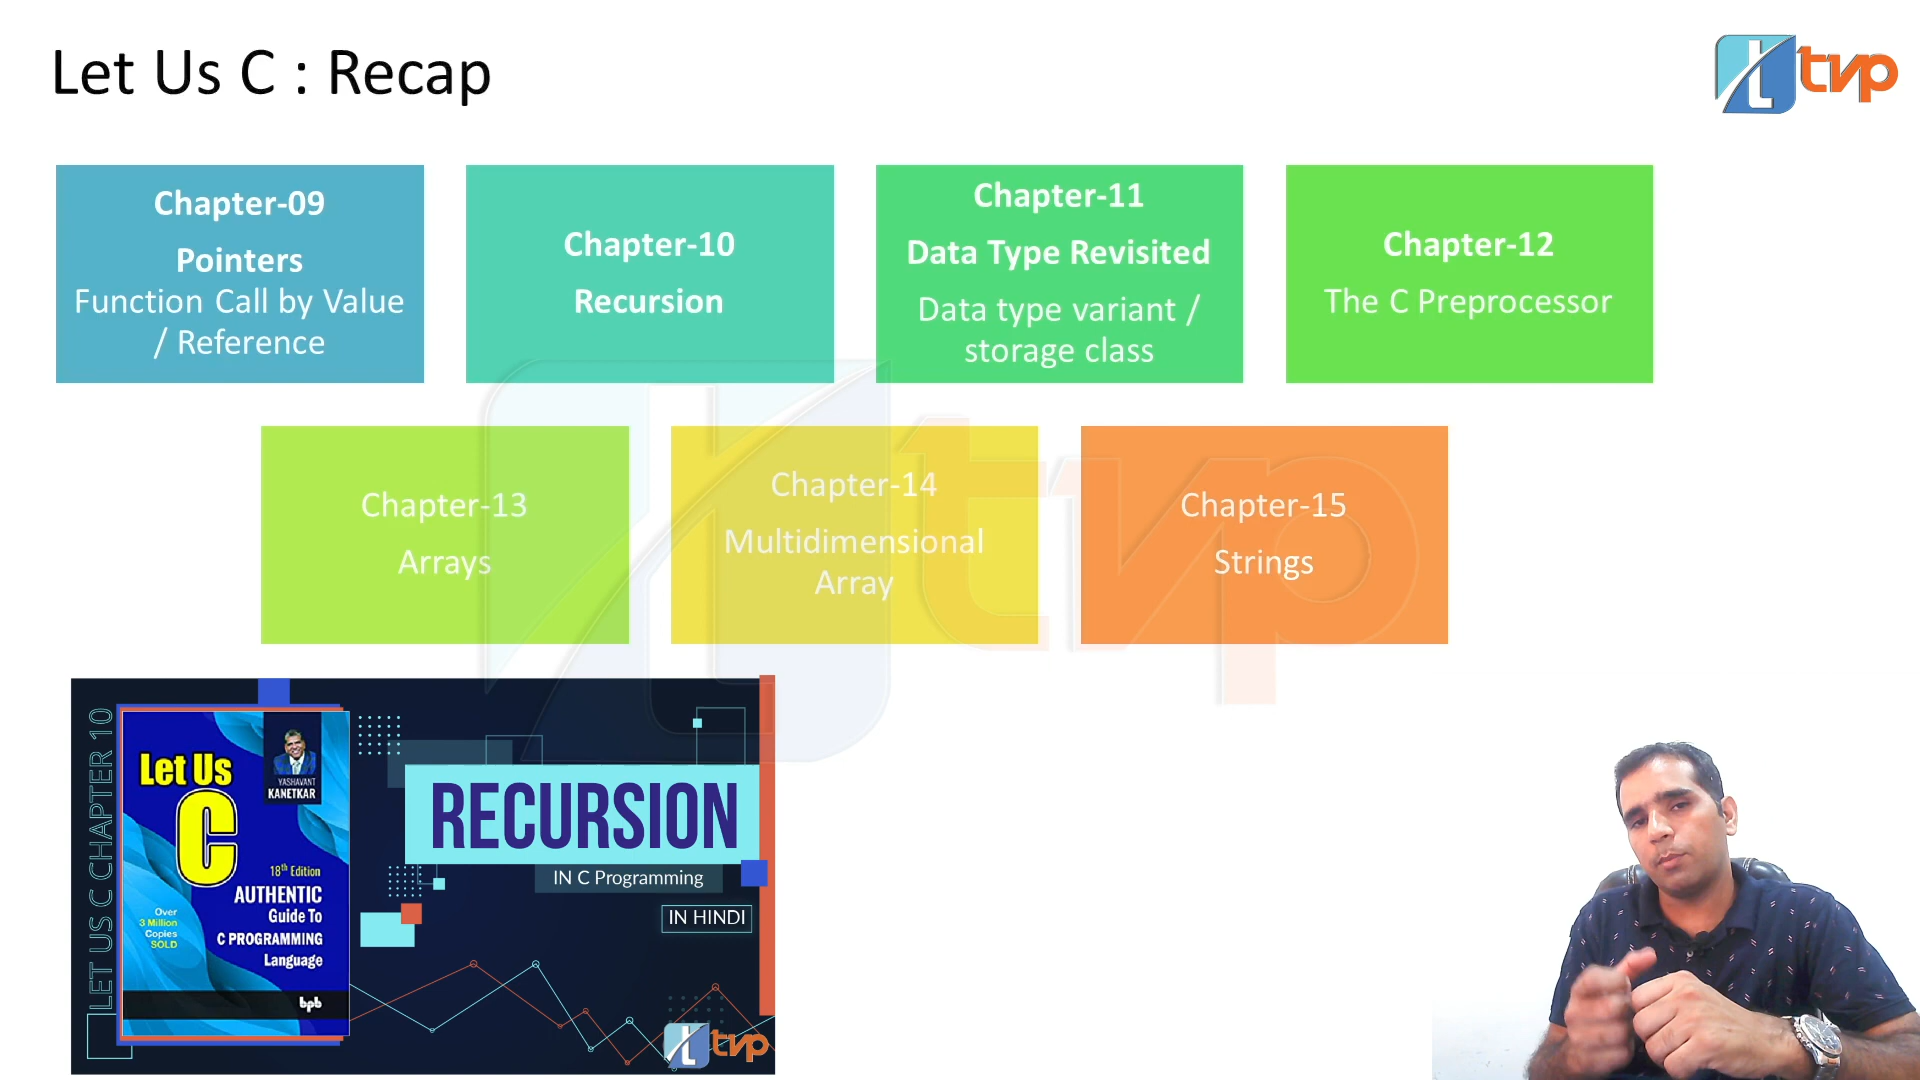 Let Us C : Recap
tvp
Chapter-09
Pointers
Function Call by Value
/ Reference
Chapter-10
Recursion
Chapter-11
Data Type Revisited
Data type variant /
storage class
Chapter-12
The C Preprocessor
Chapter-13
Arrays
Chapter-14
Multidimensional
Array
Chapter-15
Strings
tvp
LET US C CHAPTER 10
Let Us
C
YASHAVANT
KANETKAR
18th Edition
AUTHENTIC
Guide To
C PROGRAMMING
Language
Over
3 Million
Copies
SOLD
bpb
RECURSION
IN C Programming
IN HINDI
tvp